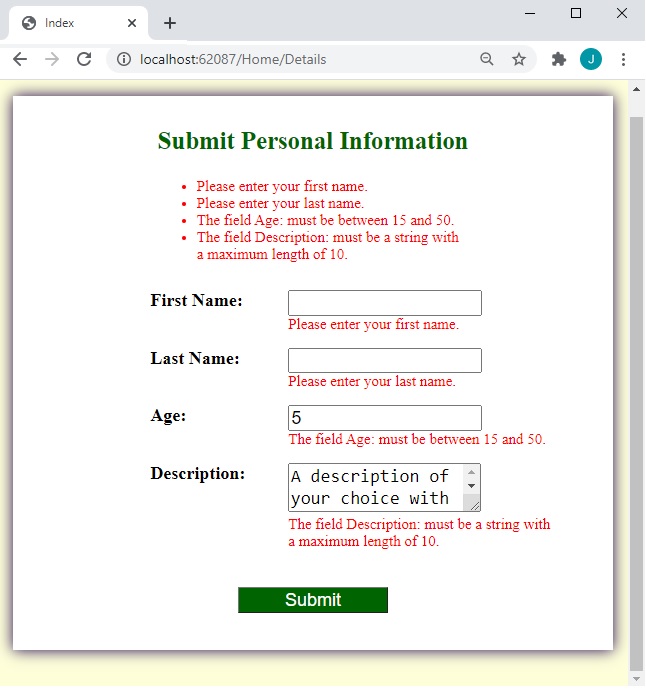 Index
localhost:62087/Home/Details
J
Submit Personal Information
Please enter your first name.
Please enter your last name.
The field Age: must be between 15 and 50.
The field Description: must be a string with
a maximum length of 10.
First Name:
Please enter your first name.
Last Name:
Please enter your last name.
Age:
5
The field Age: must be between 15 and 50.
Description:
A description of
your choice with
The field Description: must be a string with
a maximum length of 10.
Submit